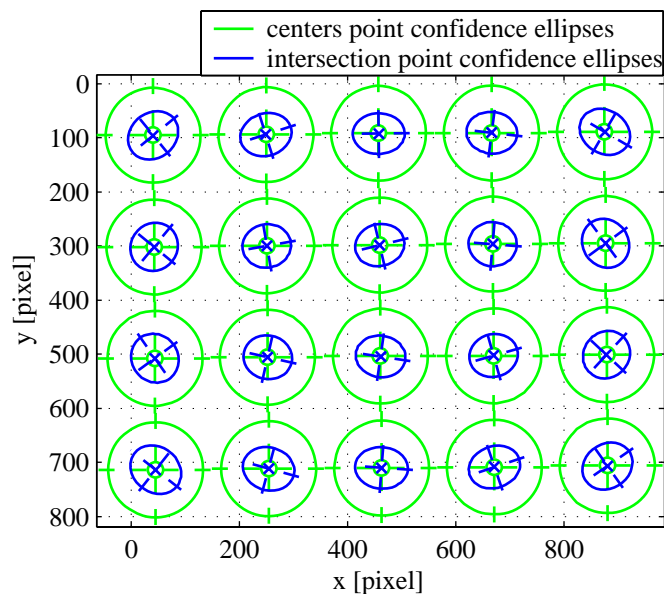 centers point confidence ellipses
intersection point confidence ellipses
0
100
200
300
400
500
600
700
800
y [pixel]
0 200 400 600 800
x [pixel]